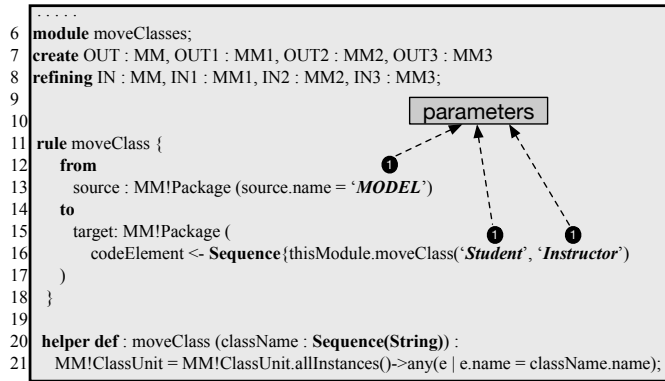 . . . . .
6 module moveClasses;
7 create OUT : MM, OUT1 : MM1, OUT2 : MM2, OUT3 : MM3
8 refining IN : MM, IN1 : MM1, IN2 : MM2, IN3 : MM3;
9
10 parameters
11 rule moveClass {
12 from 1
13 source : MM!Package (source.name = ‘MODEL’)
14 to
15 target: MM!Package ( 1 1
16 codeElement <- Sequence{thisModule.moveClass(‘Student’, ‘Instructor’)
17 )
18 }
19
20 helper def : moveClass (className : Sequence(String)) :
21 MM!ClassUnit = MM!ClassUnit.allInstances()->any(e | e.name = className.name);